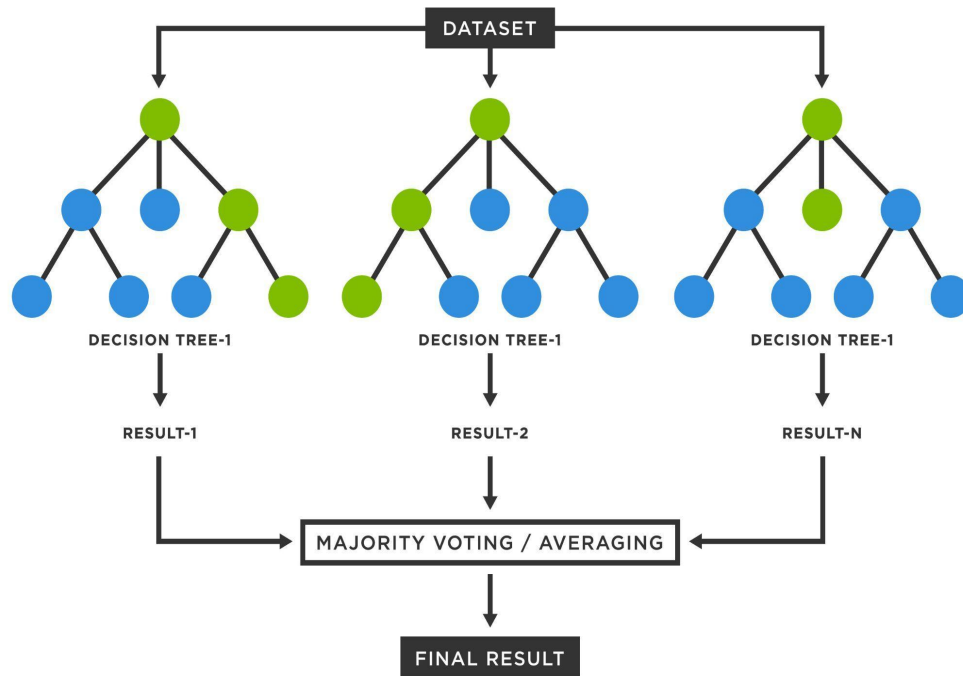 DATASET
DECISION TREE-1
DECISION TREE-1
DECISION TREE-1
RESULT-1
RESULT-2
RESULT-N
MAJORITY VOTING / AVERAGING
FINAL RESULT